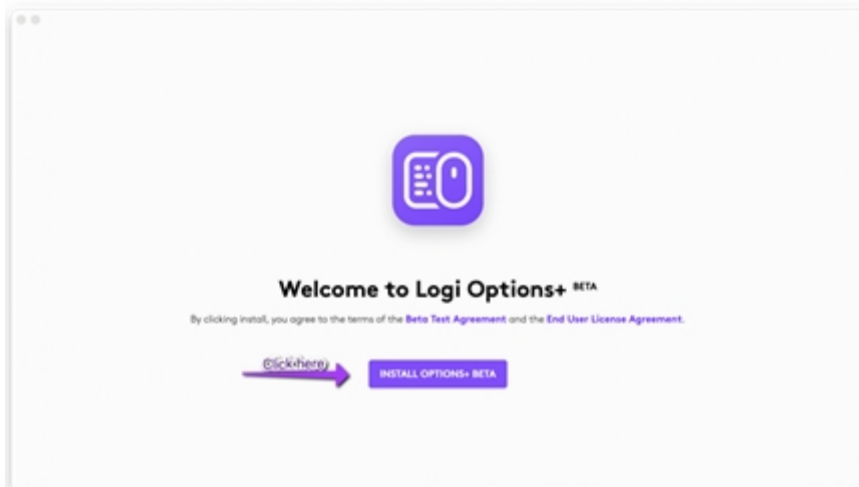 Welcome to Logi Options+ BETA
By clicking install, you agree to the terms of the Beta Test Agreement and the End User License Agreement.
Click here
INSTALL OPTIONS+ BETA